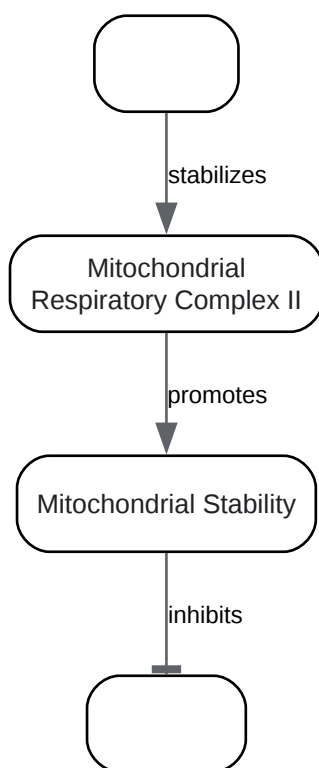 stabilizes
Mitochondrial
Respiratory Complex II
promotes
Mitochondrial Stability
inhibits